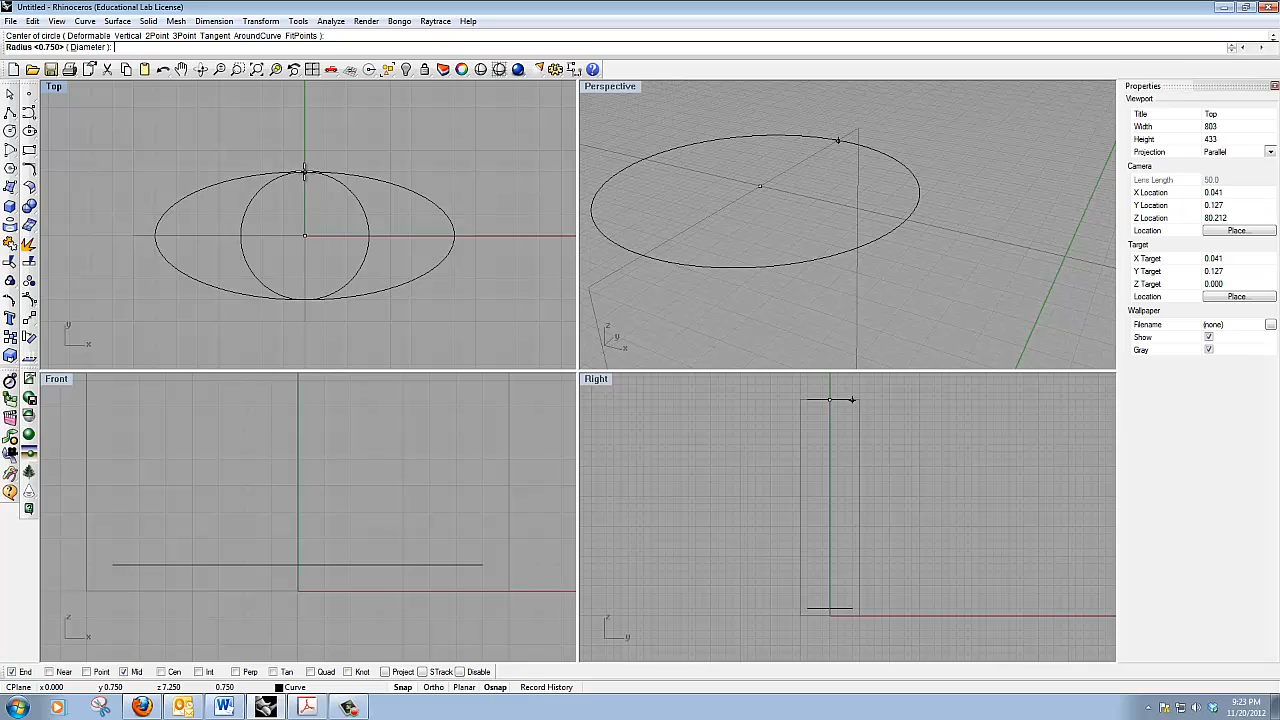 Untitled - Rhinoceros (Educational Lab License)
File Edit View Curve Surface Solid Mesh Dimension Transform Tools Analyze Render Bongo Raytrace Help
Center of circle ( Deformable Vertical 2Point 3Point Tangent AroundCurve FitPoints ):
Radius <0.750> ( Diameter ):
Top
Perspective
Properties
Viewport
Title Top
Width 803
Height 433
Projection Parallel
Camera
Lens Length 50.0
X Location 0.041
Y Location 0.127
Z Location 80.212
Location Place...
Target
X Target 0.041
Y Target 0.127
Z Target 0.000
Location Place...
Wallpaper
Filename (none)
Show
Gray
y
x
z
y
x
Front
Right
z
x
z
y
End Near Point Mid Cen Int Perp Tan Quad Knot Project STrack Disable
CPlane x 0.000 y 0.750 z 7.250 0.750 Curve Snap Ortho Planar Osnap Record History
9:23 PM
11/20/2012